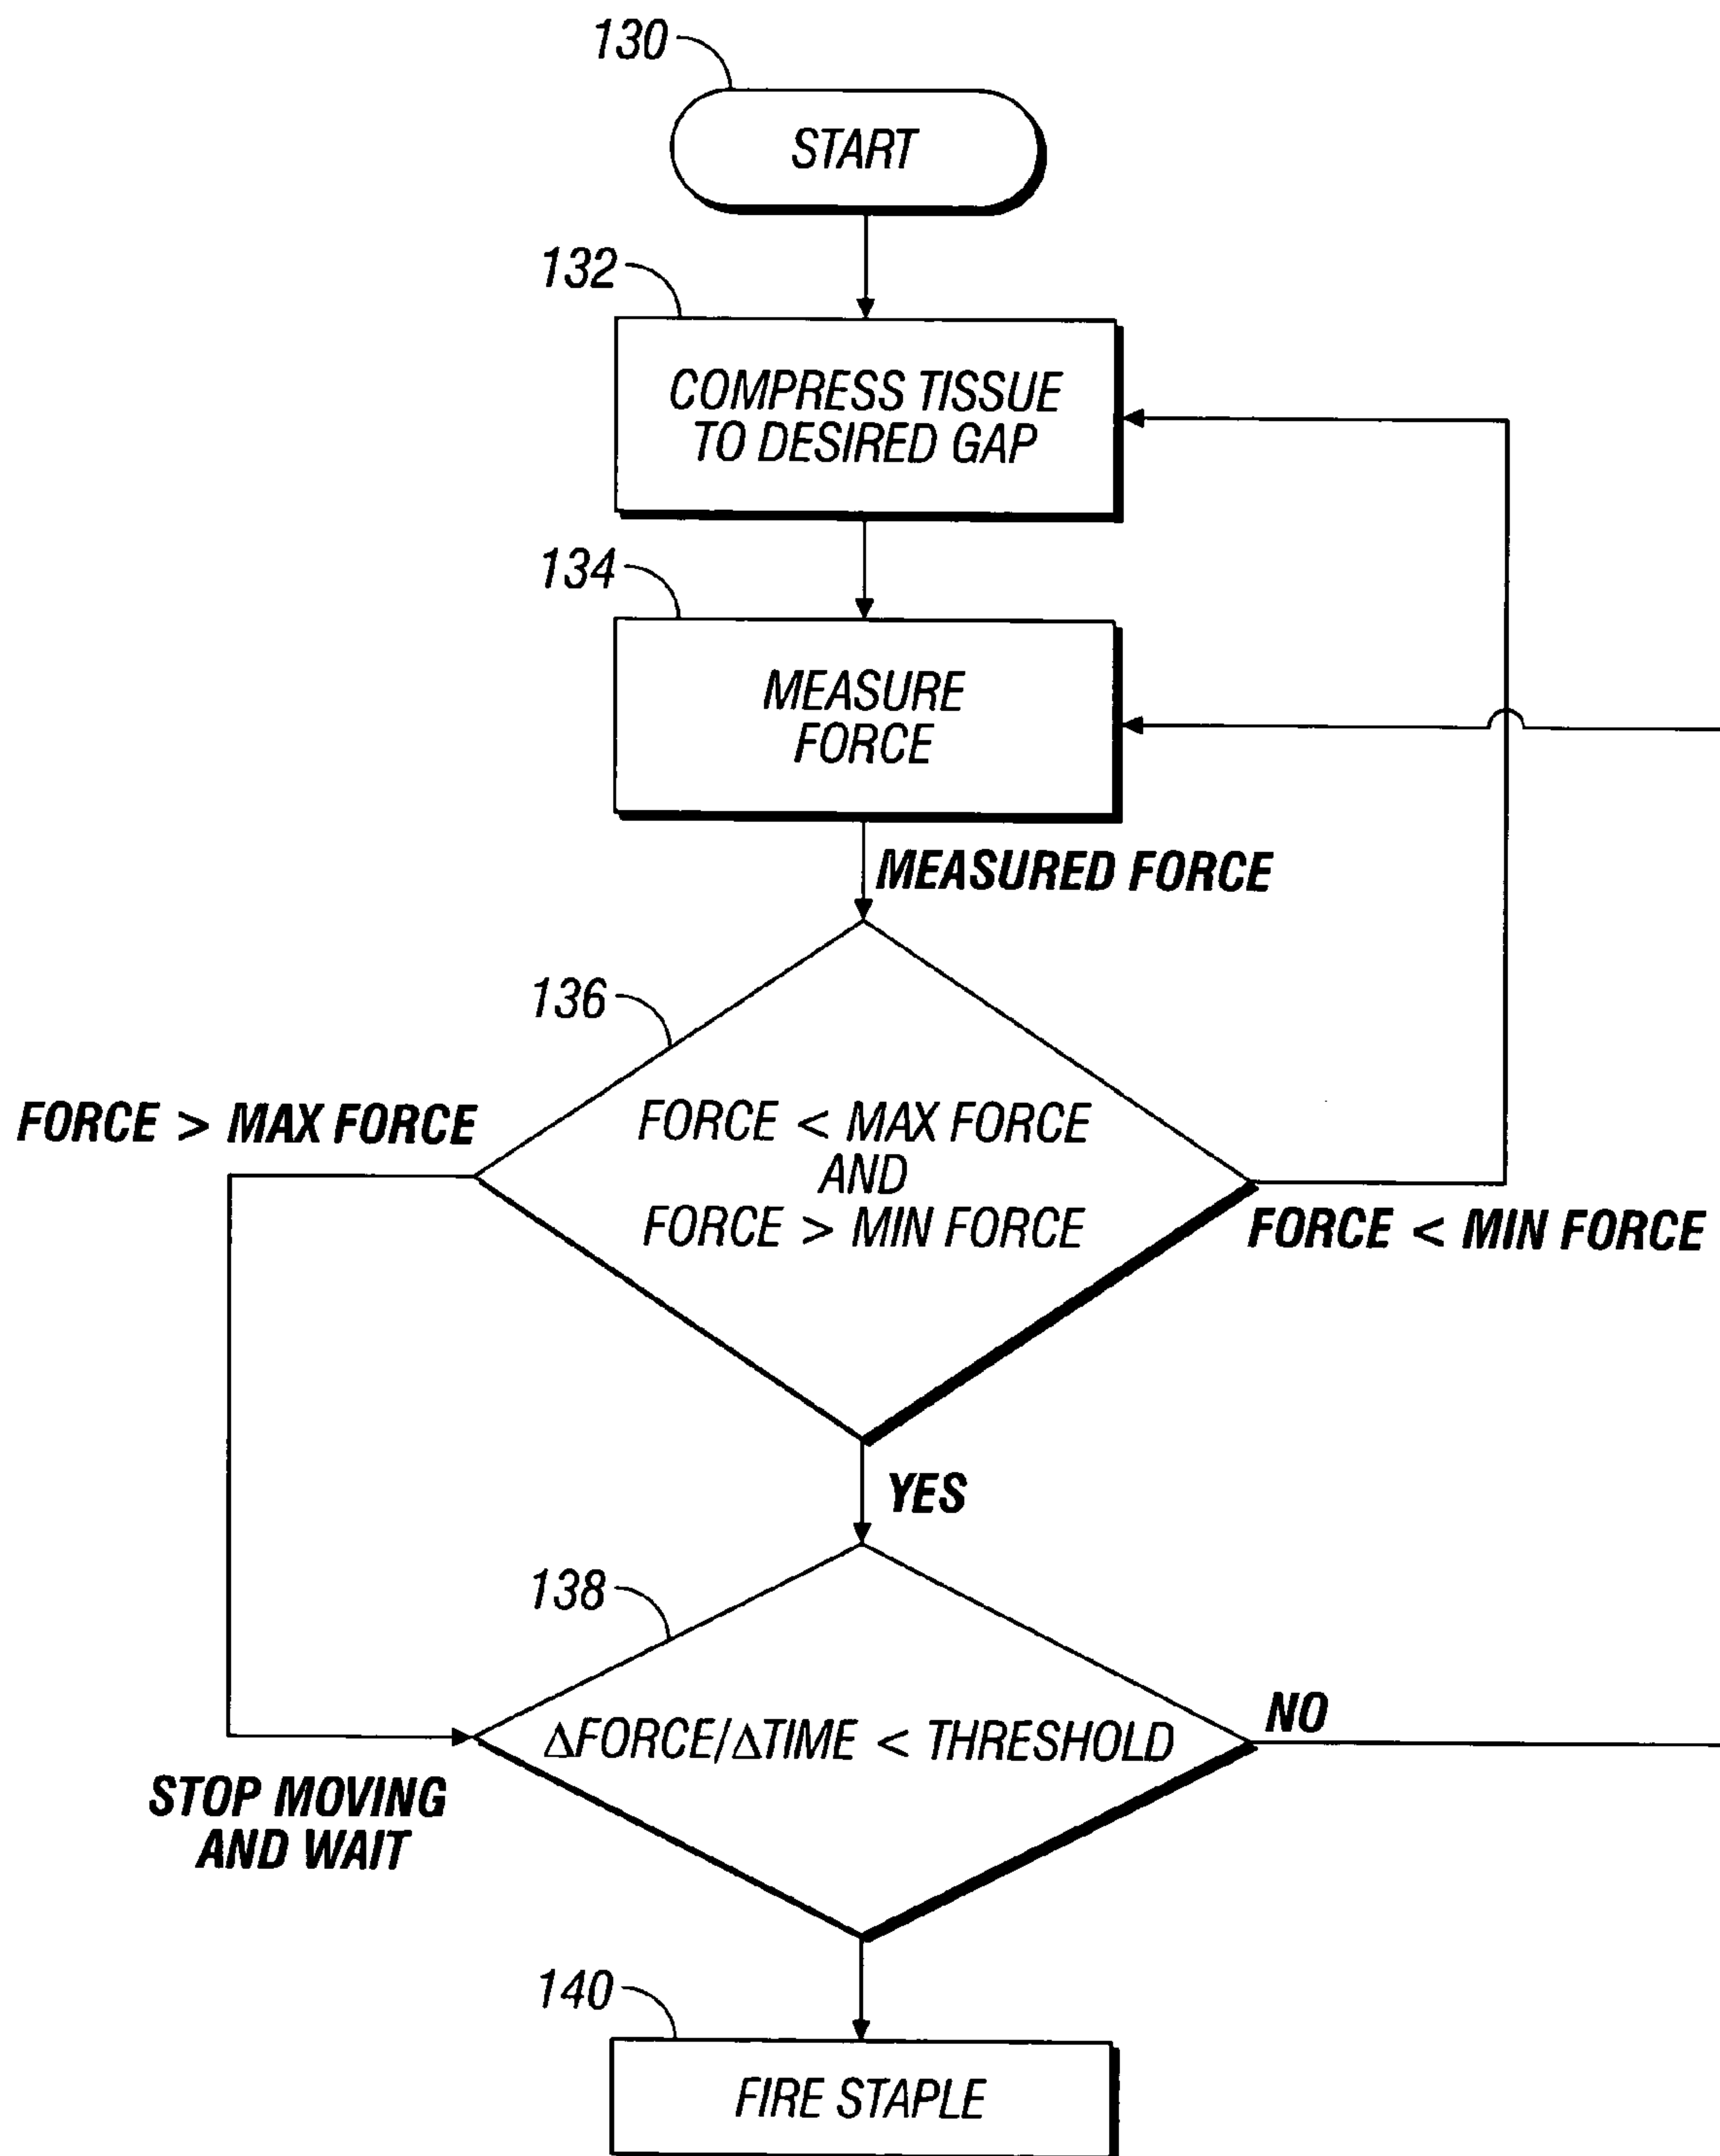 130
START
132
COMPRESS TISSUE
TO DESIRED GAP
134
MEASURE
FORCE
MEASURED FORCE
136
FORCE > MAX FORCE
FORCE < MAX FORCE
AND
FORCE > MIN FORCE
FORCE < MIN FORCE
YES
138
ΔFORCE/ΔTIME < THRESHOLD
NO
STOP MOVING
AND WAIT
140
FIRE STAPLE